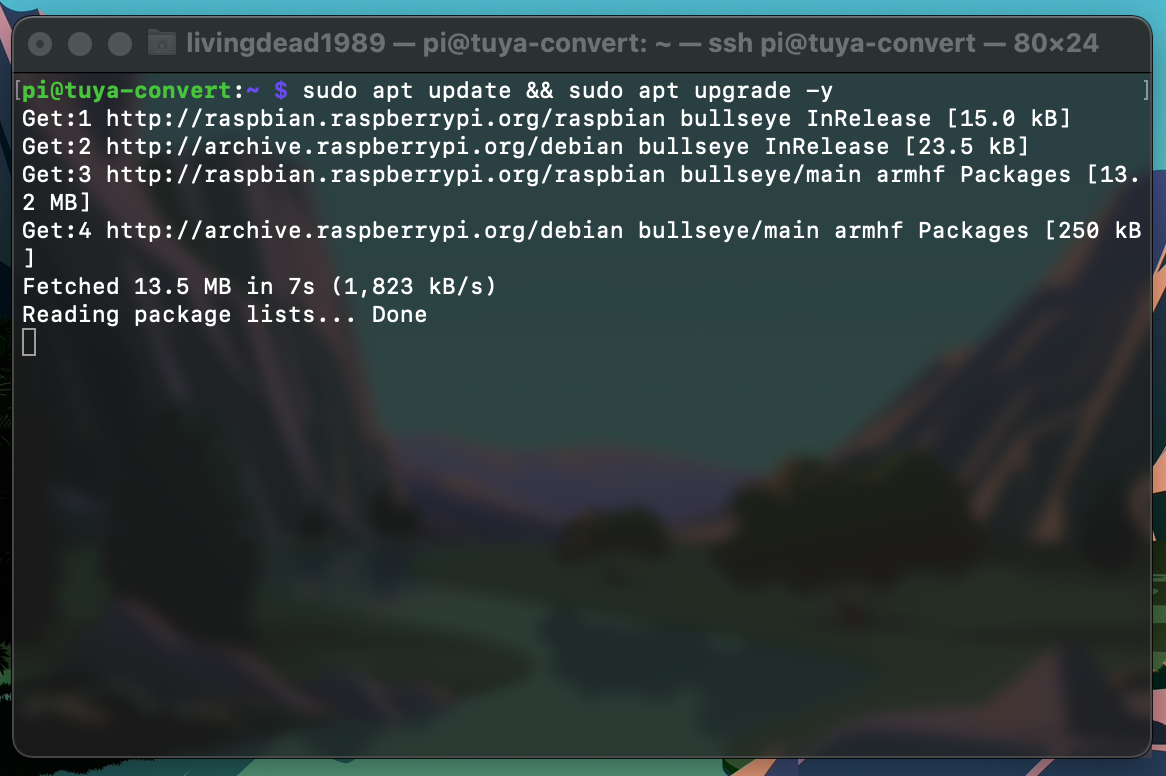 livingdead1989 — pi@tuya-convert: ~ — ssh pi@tuya-convert — 80×24
[pi@tuya-convert:~ $ sudo apt update && sudo apt upgrade -y ]
Get:1 http://raspbian.raspberrypi.org/raspbian bullseye InRelease [15.0 kB]
Get:2 http://archive.raspberrypi.org/debian bullseye InRelease [23.5 kB]
Get:3 http://raspbian.raspberrypi.org/raspbian bullseye/main armhf Packages [13.
2 MB]
Get:4 http://archive.raspberrypi.org/debian bullseye/main armhf Packages [250 kB
]
Fetched 13.5 MB in 7s (1,823 kB/s)
Reading package lists... Done